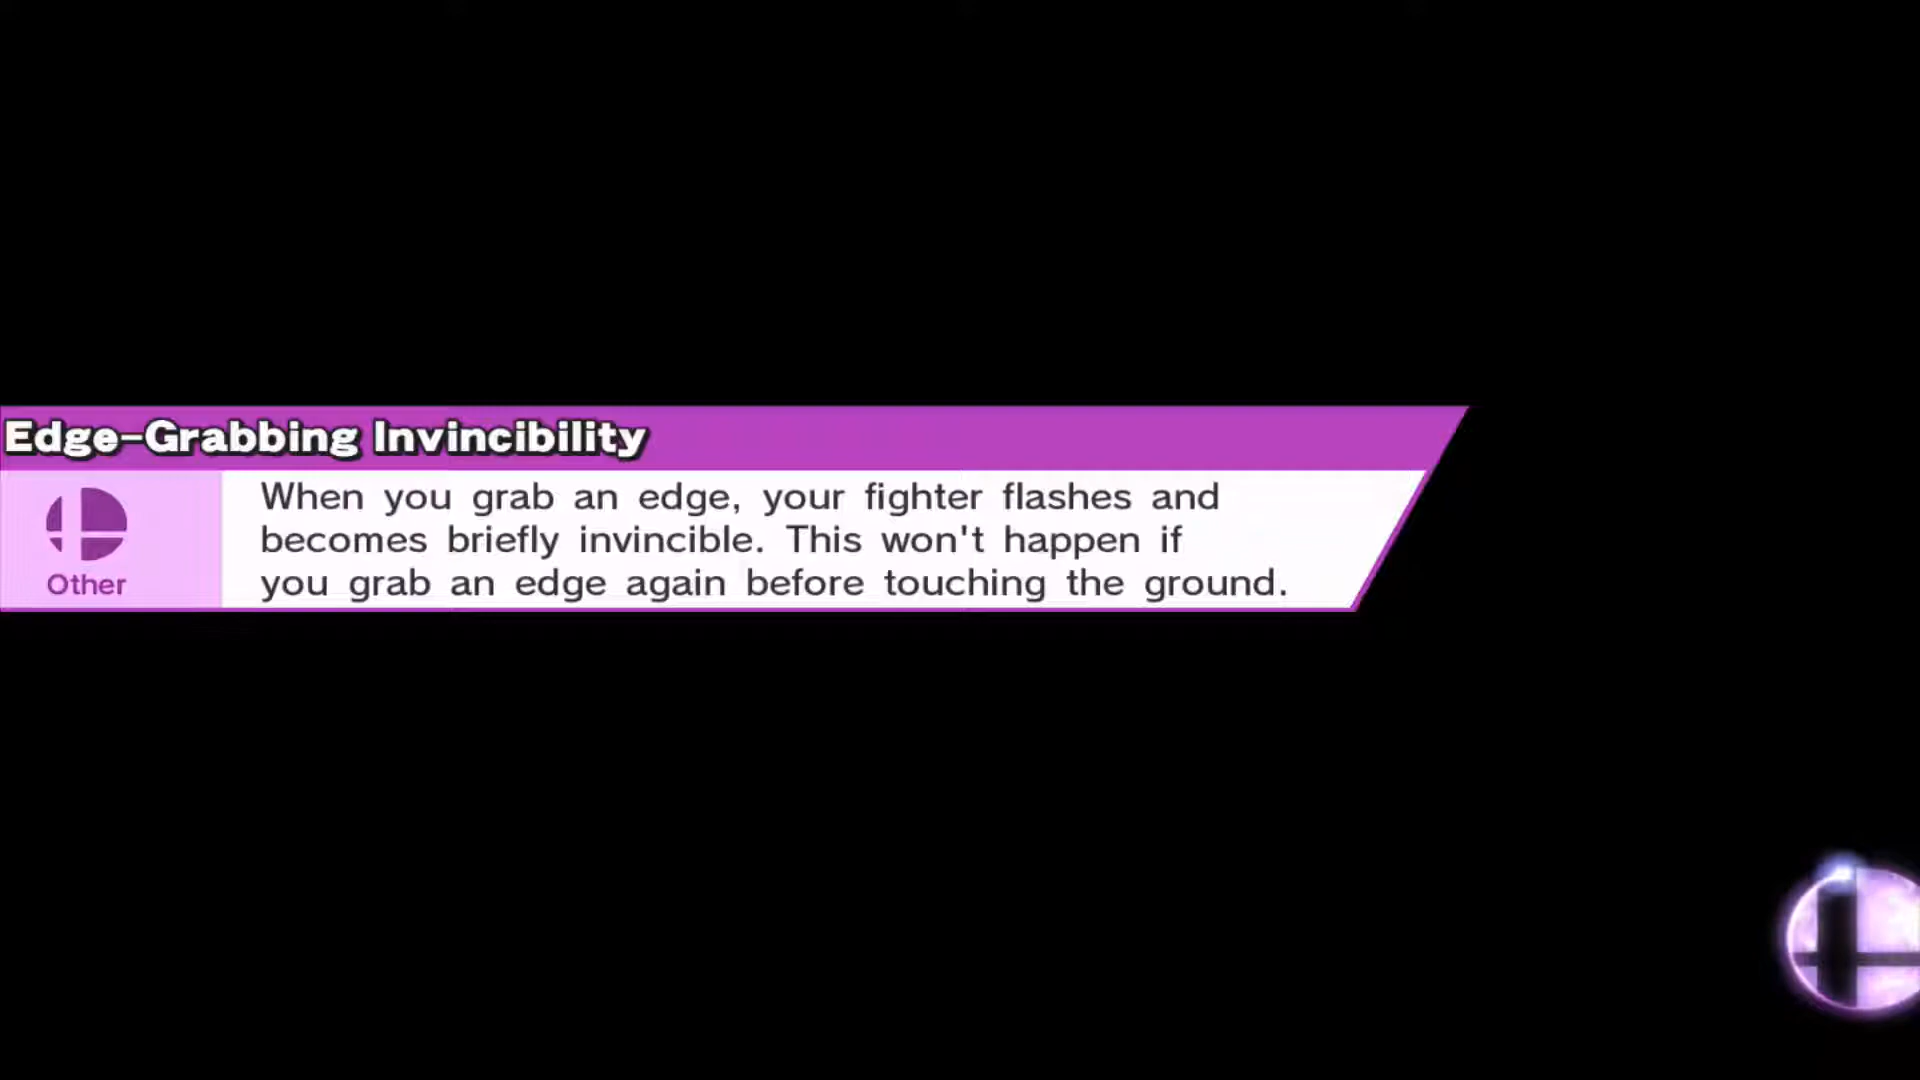 Edge-Grabbing Invincibility
When you grab an edge, your fighter flashes and
becomes briefly invincible. This won't happen if
you grab an edge again before touching the ground.
Other